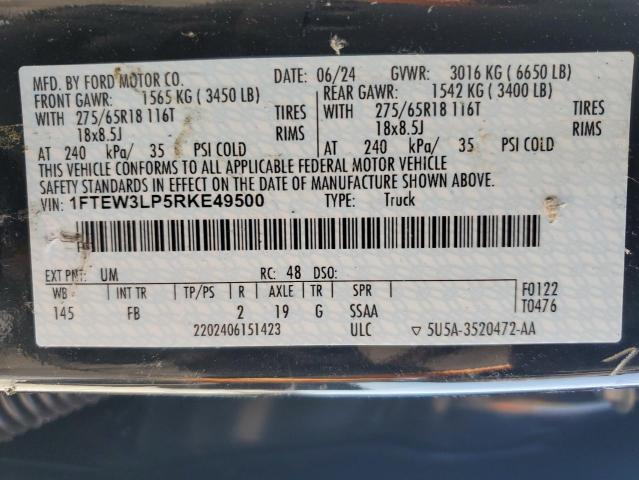 MFD. BY FORD MOTOR CO. DATE: 06/24 GVWR: 3016 KG ( 6650 LB)
FRONT GAWR: 1565 KG ( 3450 LB) REAR GAWR: 1542 KG ( 3400 LB)
WITH 275/65R18 116T TIRES WITH 275/65R18 116T TIRES
18x8.5J RIMS 18x8.5J RIMS
AT 240 kPa/ 35 PSI COLD AT 240 kPa/ 35 PSI COLD
THIS VEHICLE CONFORMS TO ALL APPLICABLE FEDERAL MOTOR VEHICLE
SAFETY STANDARDS IN EFFECT ON THE DATE OF MANUFACTURE SHOWN ABOVE.
VIN: 1FTEW3LP5RKE49500 TYPE: Truck
EXT PNT: UM RC: 48 DSO:
WB INT TR TP/PS R AXLE TR SPR F0122
145 FB 2 19 G SSAA T0476
2202406151423 ULC ▽ 5U5A-3520472-AA